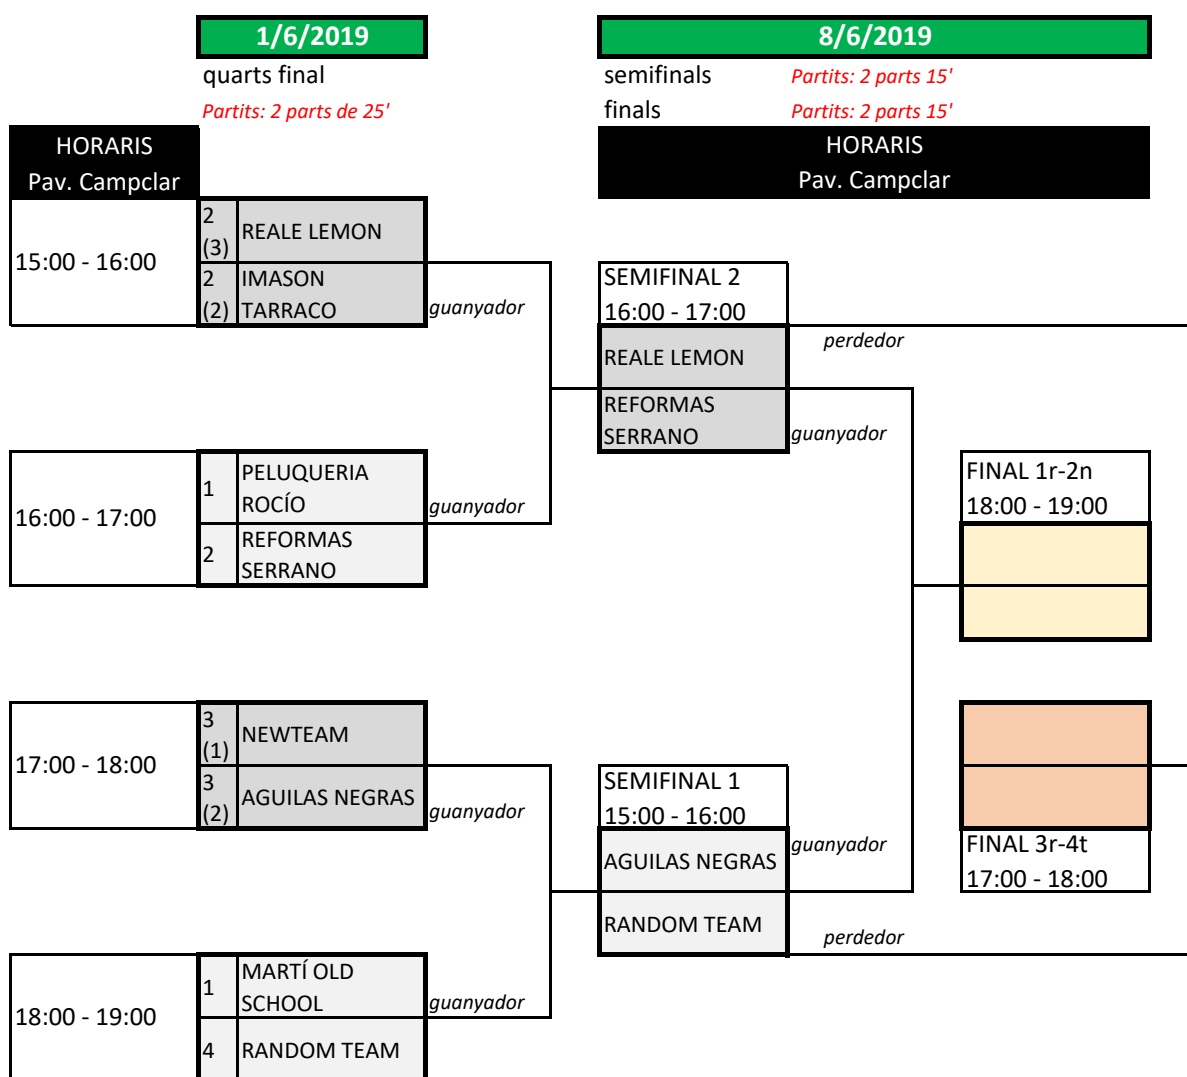 1/6/2019
8/6/2019
quarts final
semifinals
Partits: 2 parts 15'
Partits: 2 parts de 25'
finals
Partits: 2 parts 15'
HORARIS
Pav. Campclar
HORARIS
Pav. Campclar
15:00 - 16:00
2
(3)
REALE LEMON
2
(2)
IMASON
TARRACO
guanyador
SEMIFINAL 2
16:00 - 17:00
perdedor
REALE LEMON
REFORMAS
SERRANO
guanyador
16:00 - 17:00
1
PELUQUERIA
ROCÍO
guanyador
2
REFORMAS
SERRANO
FINAL 1r-2n
18:00 - 19:00
17:00 - 18:00
3
(1)
NEWTEAM
3
(2)
AGUILAS NEGRAS
guanyador
SEMIFINAL 1
15:00 - 16:00
guanyador
AGUILAS NEGRAS
RANDOM TEAM
perdedor
FINAL 3r-4t
17:00 - 18:00
18:00 - 19:00
1
MARTÍ OLD
SCHOOL
guanyador
4
RANDOM TEAM